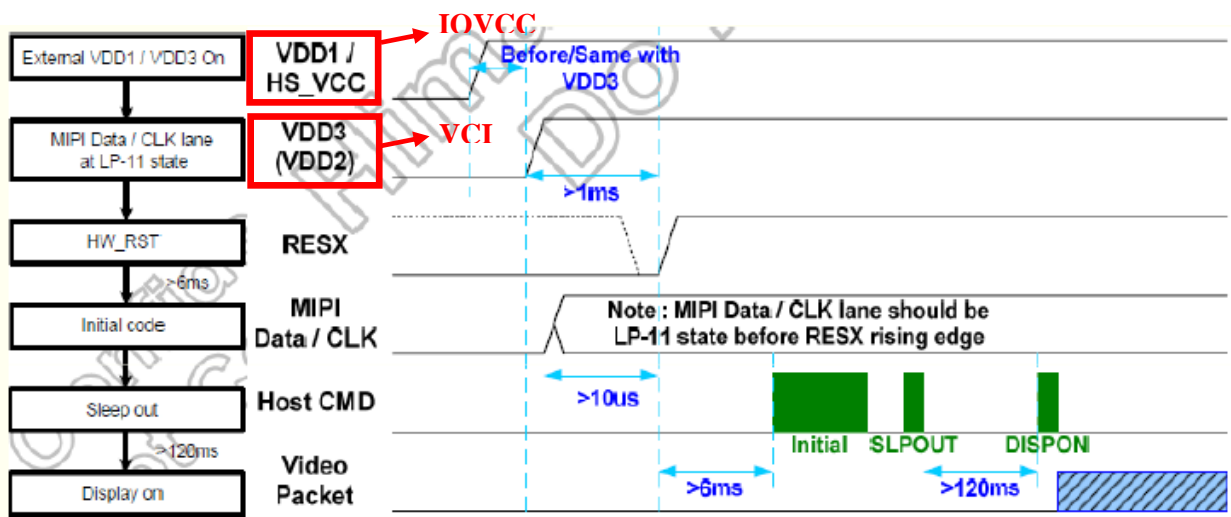 External VDD1 / VDD3 On
MIPI Data / CLK lane
at LP-11 state
HW_RST
>6ms
Initial code
Sleep out
>120ms
Display on
VDD1 /
HS_VCC
IOVCC
Before/Same with
VDD3
VDD3
(VDD2)
VCI
>1ms
RESX
MIPI
Data / CLK
Note : MIPI Data / CLK lane should be
LP-11 state before RESX rising edge
>10us
Host CMD
Initial
SLPOUT
DISPON
Video
Packet
>6ms
>120ms